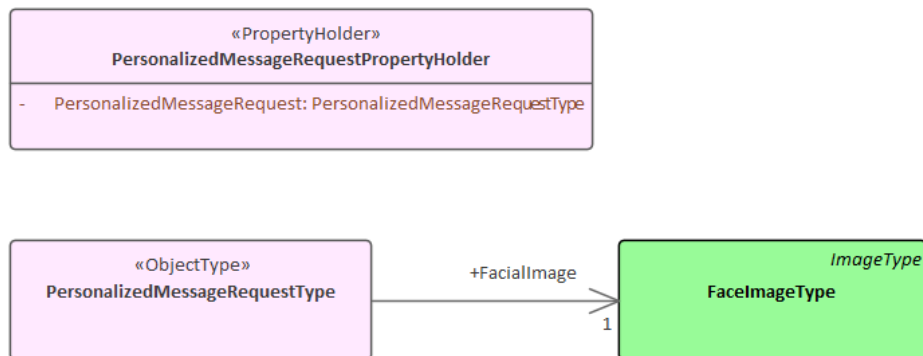 «PropertyHolder»
PersonalizedMessageRequestPropertyHolder
- PersonalizedMessageRequest: PersonalizedMessageRequestType
«ObjectType»
PersonalizedMessageRequestType
+FacialImage
1
ImageType
FaceImageType